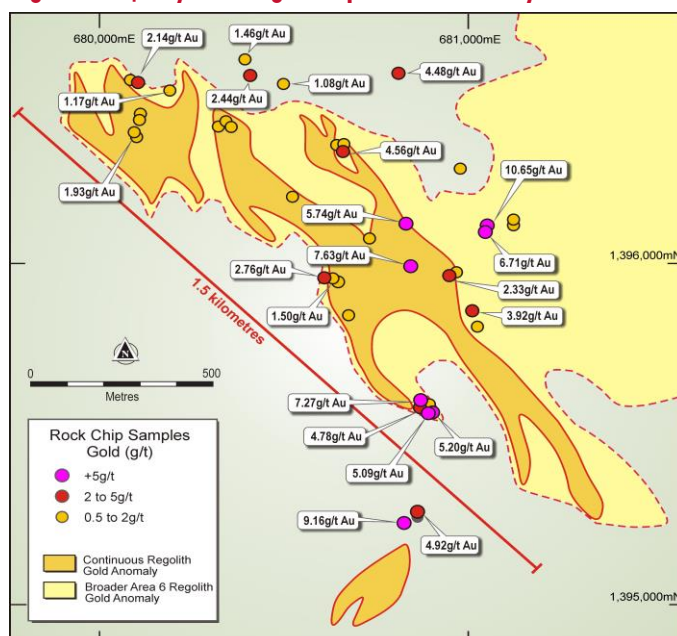 680,000mE
681,000mE
1.46g/t Au
2.14g/t Au
4.48g/t Au
1.08g/t Au
2.44g/t Au
1.17g/t Au
4.56g/t Au
10.65g/t Au
1.93g/t Au
5.74g/t Au
7.63g/t Au
6.71g/t Au
1,396,000mN
2.76g/t Au
2.33g/t Au
1.5 kilometres
1.50g/t Au
3.92g/t Au
N
0 500
Metres
7.27g/t Au
4.78g/t Au
5.20g/t Au
5.09g/t Au
Rock Chip Samples
Gold (g/t)
+5g/t
2 to 5g/t
0.5 to 2g/t
9.16g/t Au
4.92g/t Au
Continuous Regolith
Gold Anomaly
Broader Area 6 Regolith
Gold Anomaly
1,395,000mN